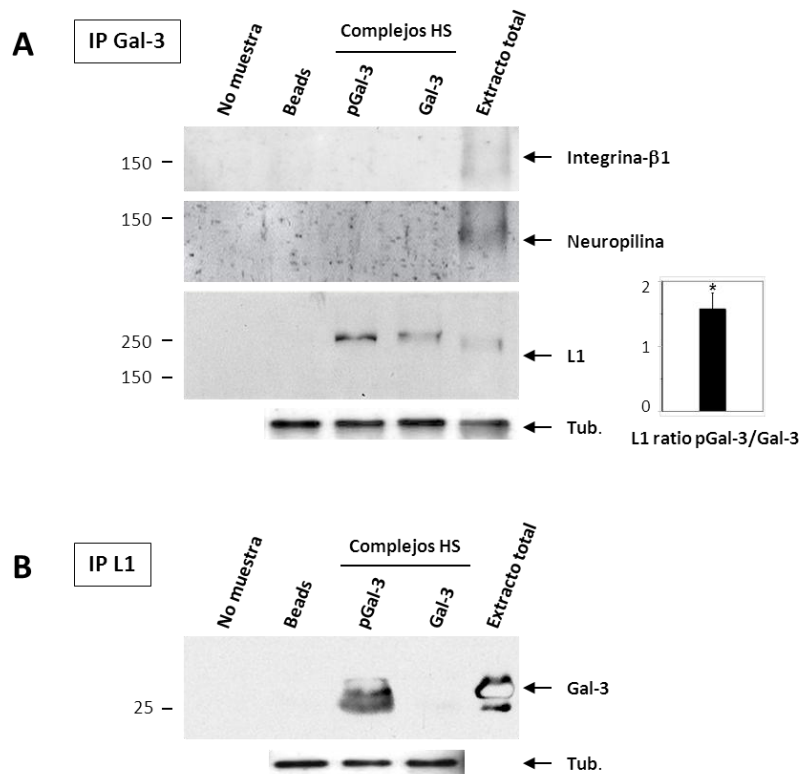 A
IP Gal-3
Complejos HS
No muestra
Beads
pGal-3
Gal-3
Extracto total
150
Integrina-β1
150
Neuropilina
250
150
L1
Tub.
2
*
1
0
L1 ratio pGal-3/Gal-3
B
IP L1
Complejos HS
No muestra
Beads
pGal-3
Gal-3
Extracto total
25
Gal-3
Tub.